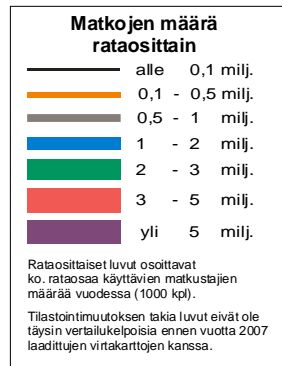 Matkojen määrä
rataosittain
alle 0,1 milj.
0,1 - 0,5 milj.
0,5 - 1 milj.
1 - 2 milj.
2 - 3 milj.
3 - 5 milj.
yli 5 milj.
Rataosittaiset luvut osoittavat
ko. rataosaa käyttävien matkustajien
määrää vuodessa (1000 kpl).
Tilastointimuutoksen takia luvut eivät ole
täysin vertailukelpoisia ennen vuotta 2007
laadittujen virtakarttojen kanssa.